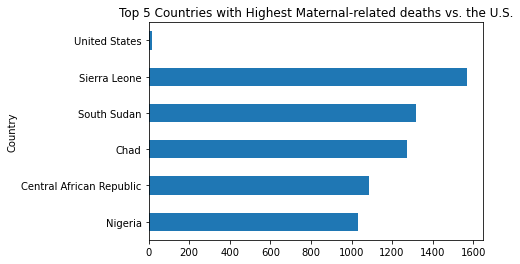 Top 5 Countries with Highest Maternal-related deaths vs. the U.S.
United States
Sierra Leone
South Sudan
Chad
Central African Republic
Nigeria
Country
0 200 400 600 800 1000 1200 1400 1600